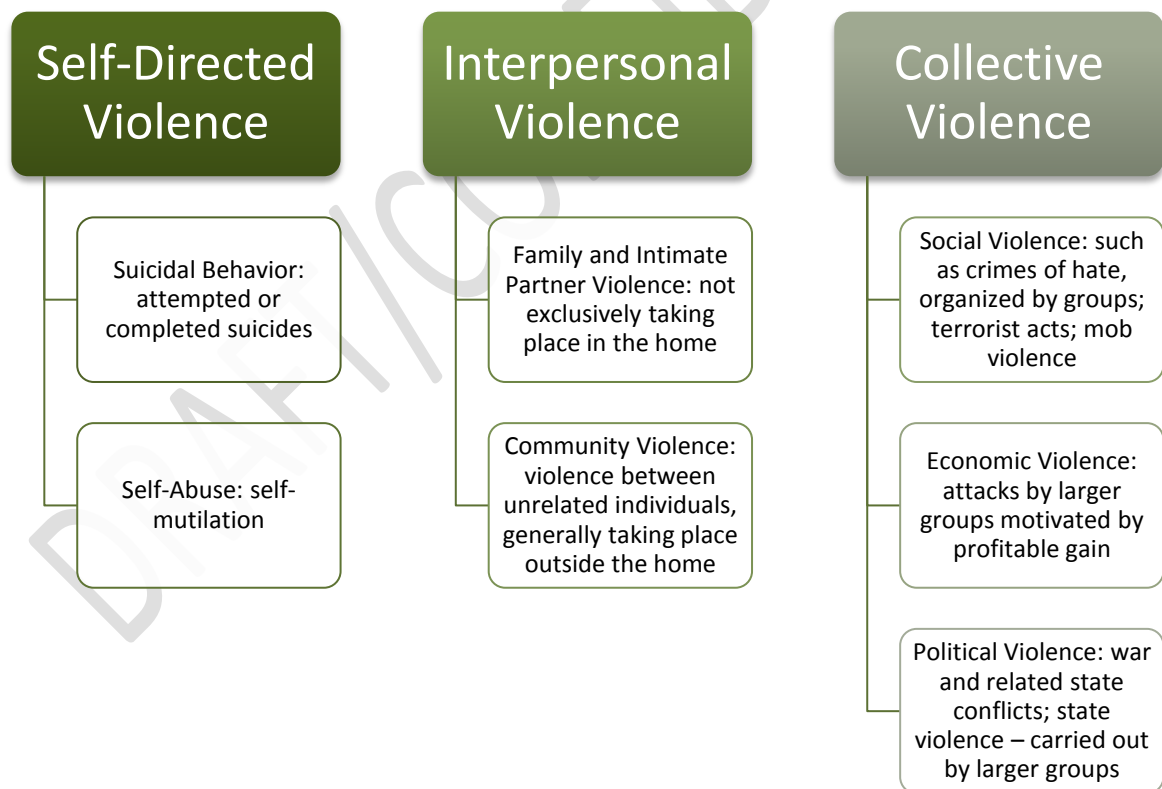 Self-Directed
Violence
Suicidal Behavior:
attempted or
completed suicides
Self-Abuse: self-
mutilation
Interpersonal
Violence
Family and Intimate
Partner Violence: not
exclusively taking
place in the home
Community Violence:
violence between
unrelated individuals,
generally taking place
outside the home
Collective
Violence
Social Violence: such
as crimes of hate,
organized by groups;
terrorist acts; mob
violence
Economic Violence:
attacks by larger
groups motivated by
profitable gain
Political Violence: war
and related state
conflicts; state
violence – carried out
by larger groups
DRAFT/CO